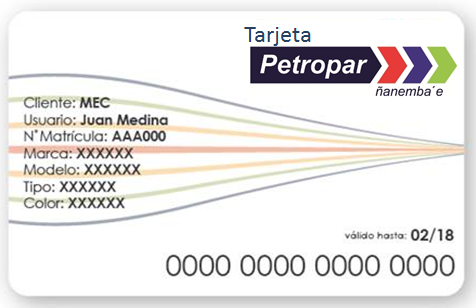 Tarjeta
Petropar
ñanemba´e
Cliente: MEC
Usuario: Juan Medina
N°Matrícula: AAA000
Marca: XXXXXX
Modelo: XXXXXX
Tipo: XXXXXX
Color: XXXXXX
válido hasta: 02/18
0000 0000 0000 0000